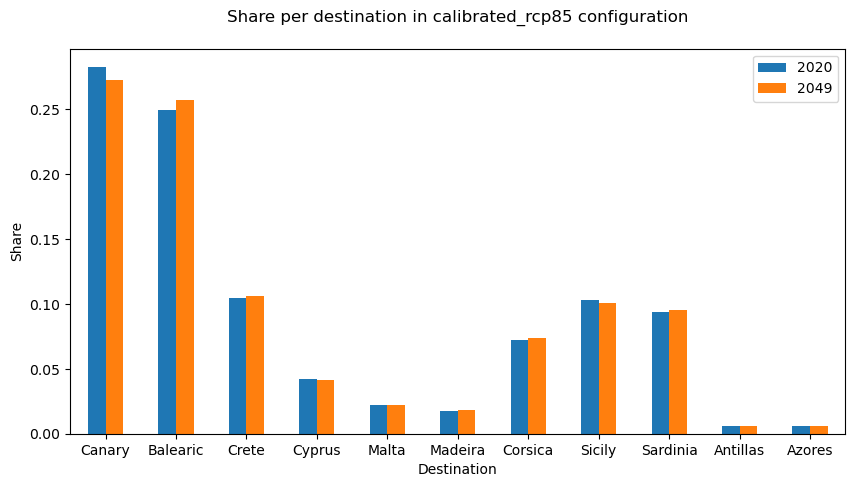 Share per destination in calibrated_rcp85 configuration
2020
2049
Share
0.25
0.20
0.15
0.10
0.05
0.00
Canary Balearic Crete Cyprus Malta Madeira Corsica Sicily Sardinia Antillas Azores
Destination